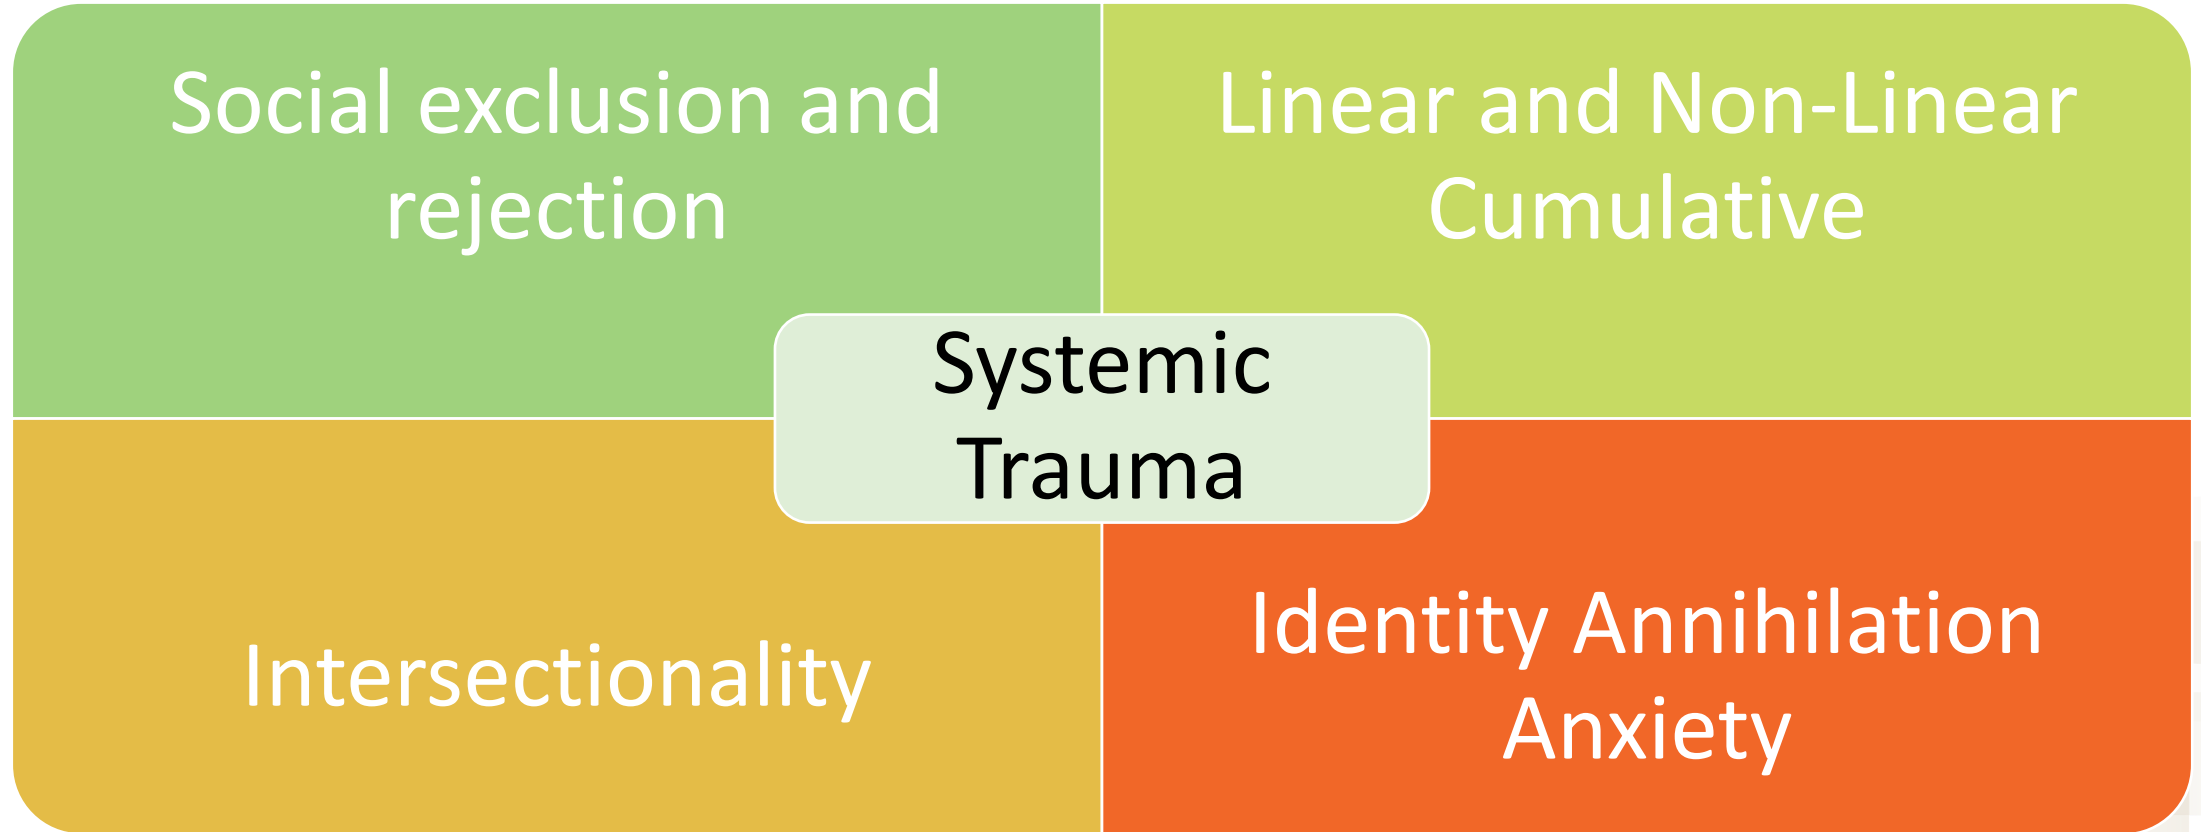 Social exclusion and
rejection
Linear and Non-Linear
Cumulative
Systemic
Trauma
Intersectionality
Identity Annihilation
Anxiety